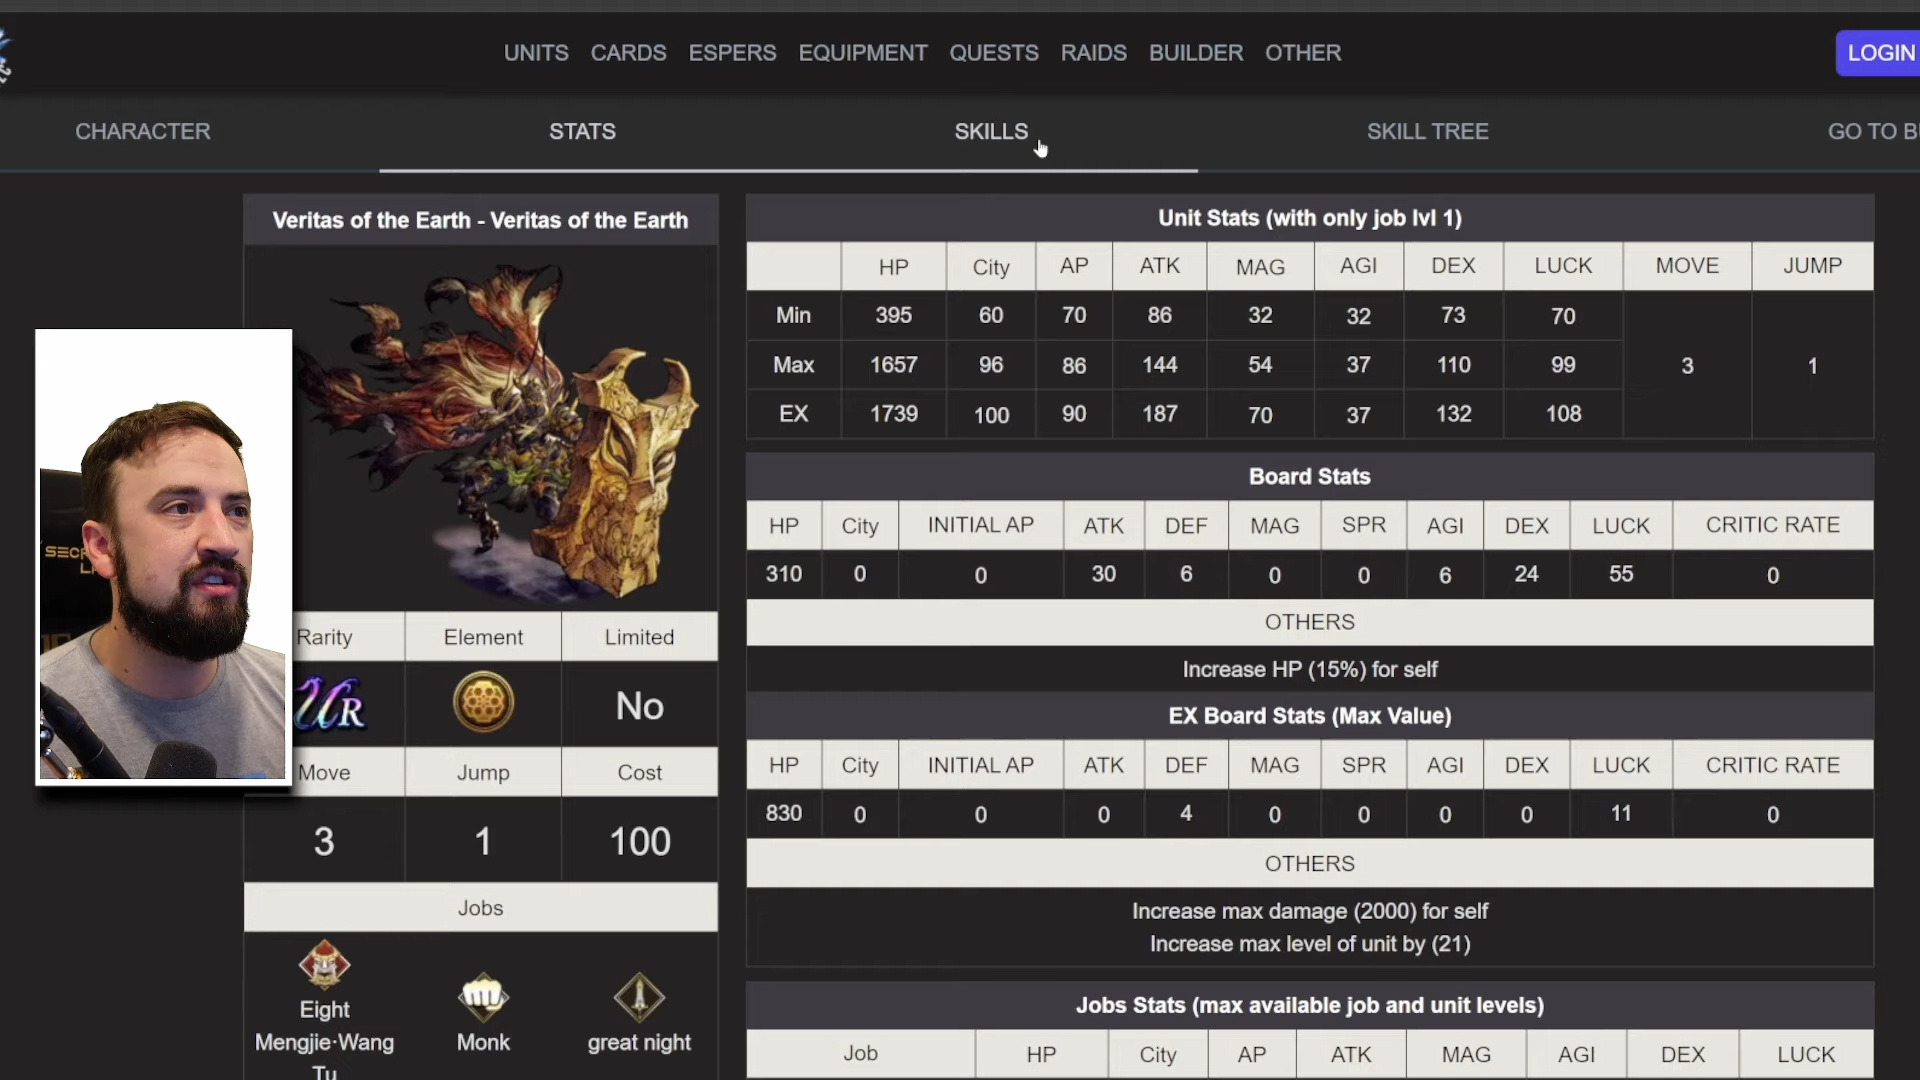 UNITS CARDS ESPERS EQUIPMENT QUESTS RAIDS BUILDER OTHER
LOGIN
CHARACTER STATS SKILLS SKILL TREE GO TO
Veritas of the Earth - Veritas of the Earth
Rarity Element Limited
UR No
Move Jump Cost
3 1 100
Jobs
Eight
Mengjie·Wang
Tu
Monk
great night
Unit Stats (with only job lvl 1)
HP City AP ATK MAG AGI DEX LUCK MOVE JUMP
Min 395 60 70 86 32 32 73 70
Max 1657 96 86 144 54 37 110 99 3 1
EX 1739 100 90 187 70 37 132 108
Board Stats
HP City INITIAL AP ATK DEF MAG SPR AGI DEX LUCK CRITIC RATE
310 0 0 30 6 0 0 6 24 55 0
OTHERS
Increase HP (15%) for self
EX Board Stats (Max Value)
HP City INITIAL AP ATK DEF MAG SPR AGI DEX LUCK CRITIC RATE
830 0 0 0 4 0 0 0 0 11 0
OTHERS
Increase max damage (2000) for self
Increase max level of unit by (21)
Jobs Stats (max available job and unit levels)
Job HP City AP ATK MAG AGI DEX LUCK